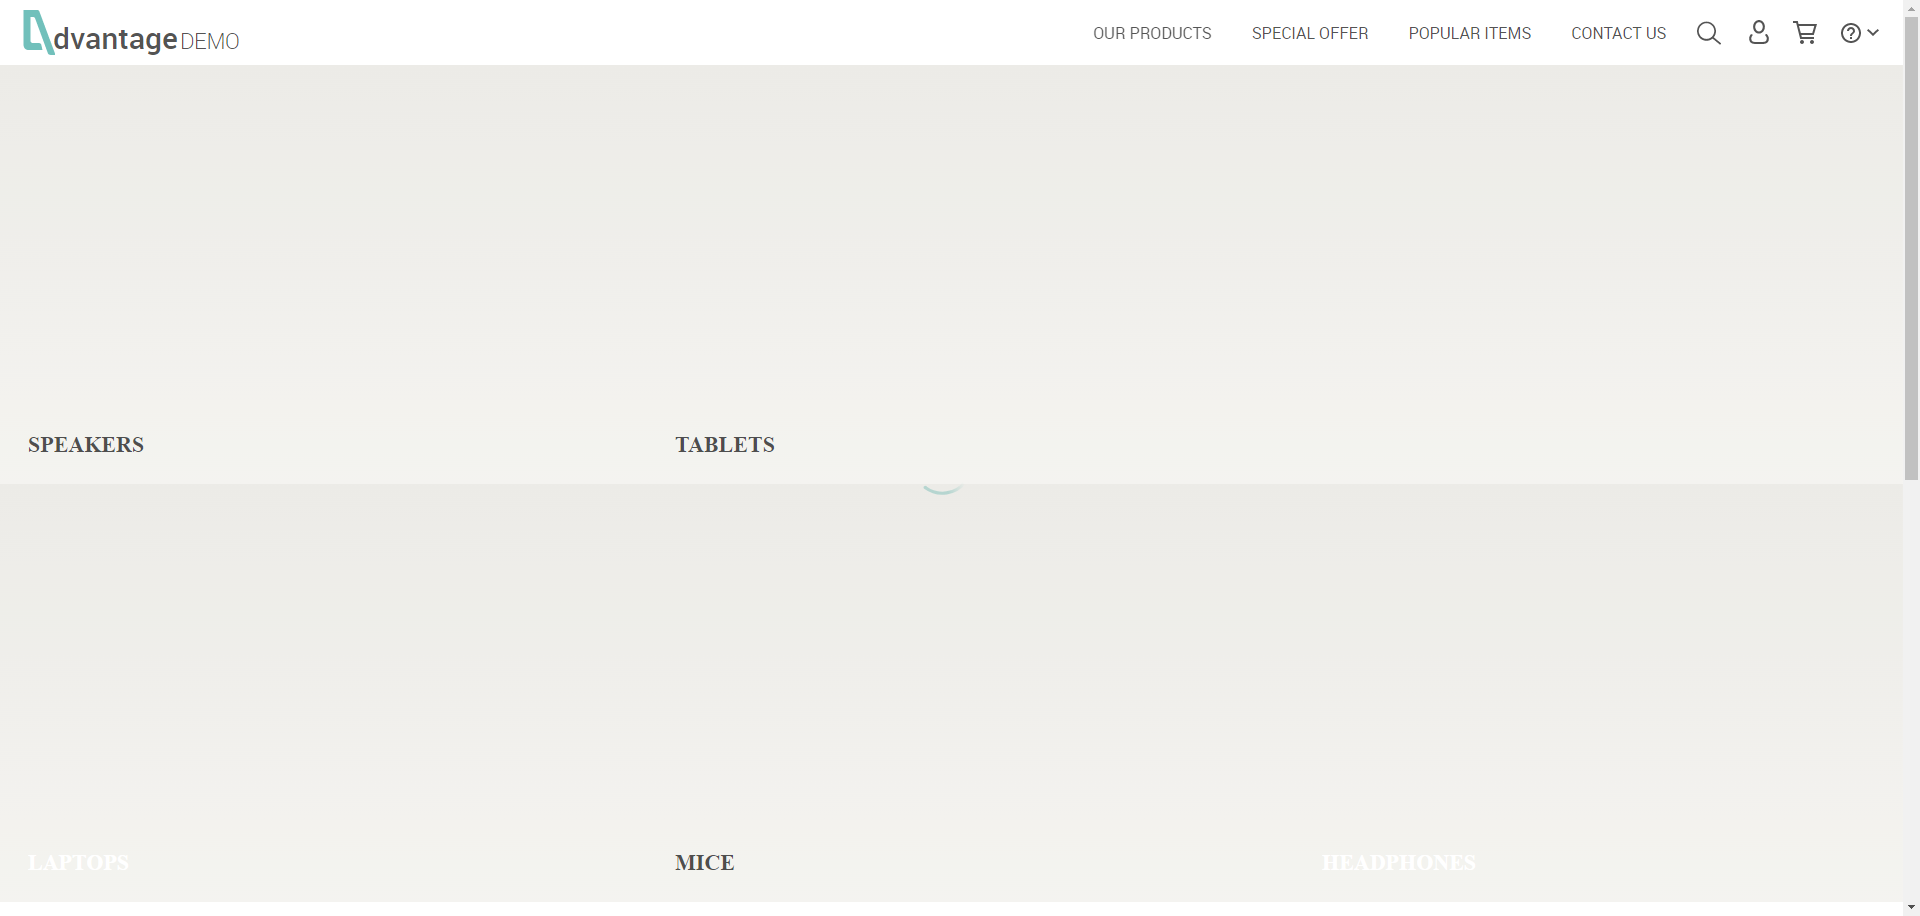 dvantage DEMO
OUR PRODUCTS
SPECIAL OFFER
POPULAR ITEMS
CONTACT US
SPEAKERS
TABLETS
LAPTOPS
MICE
HEADPHONES